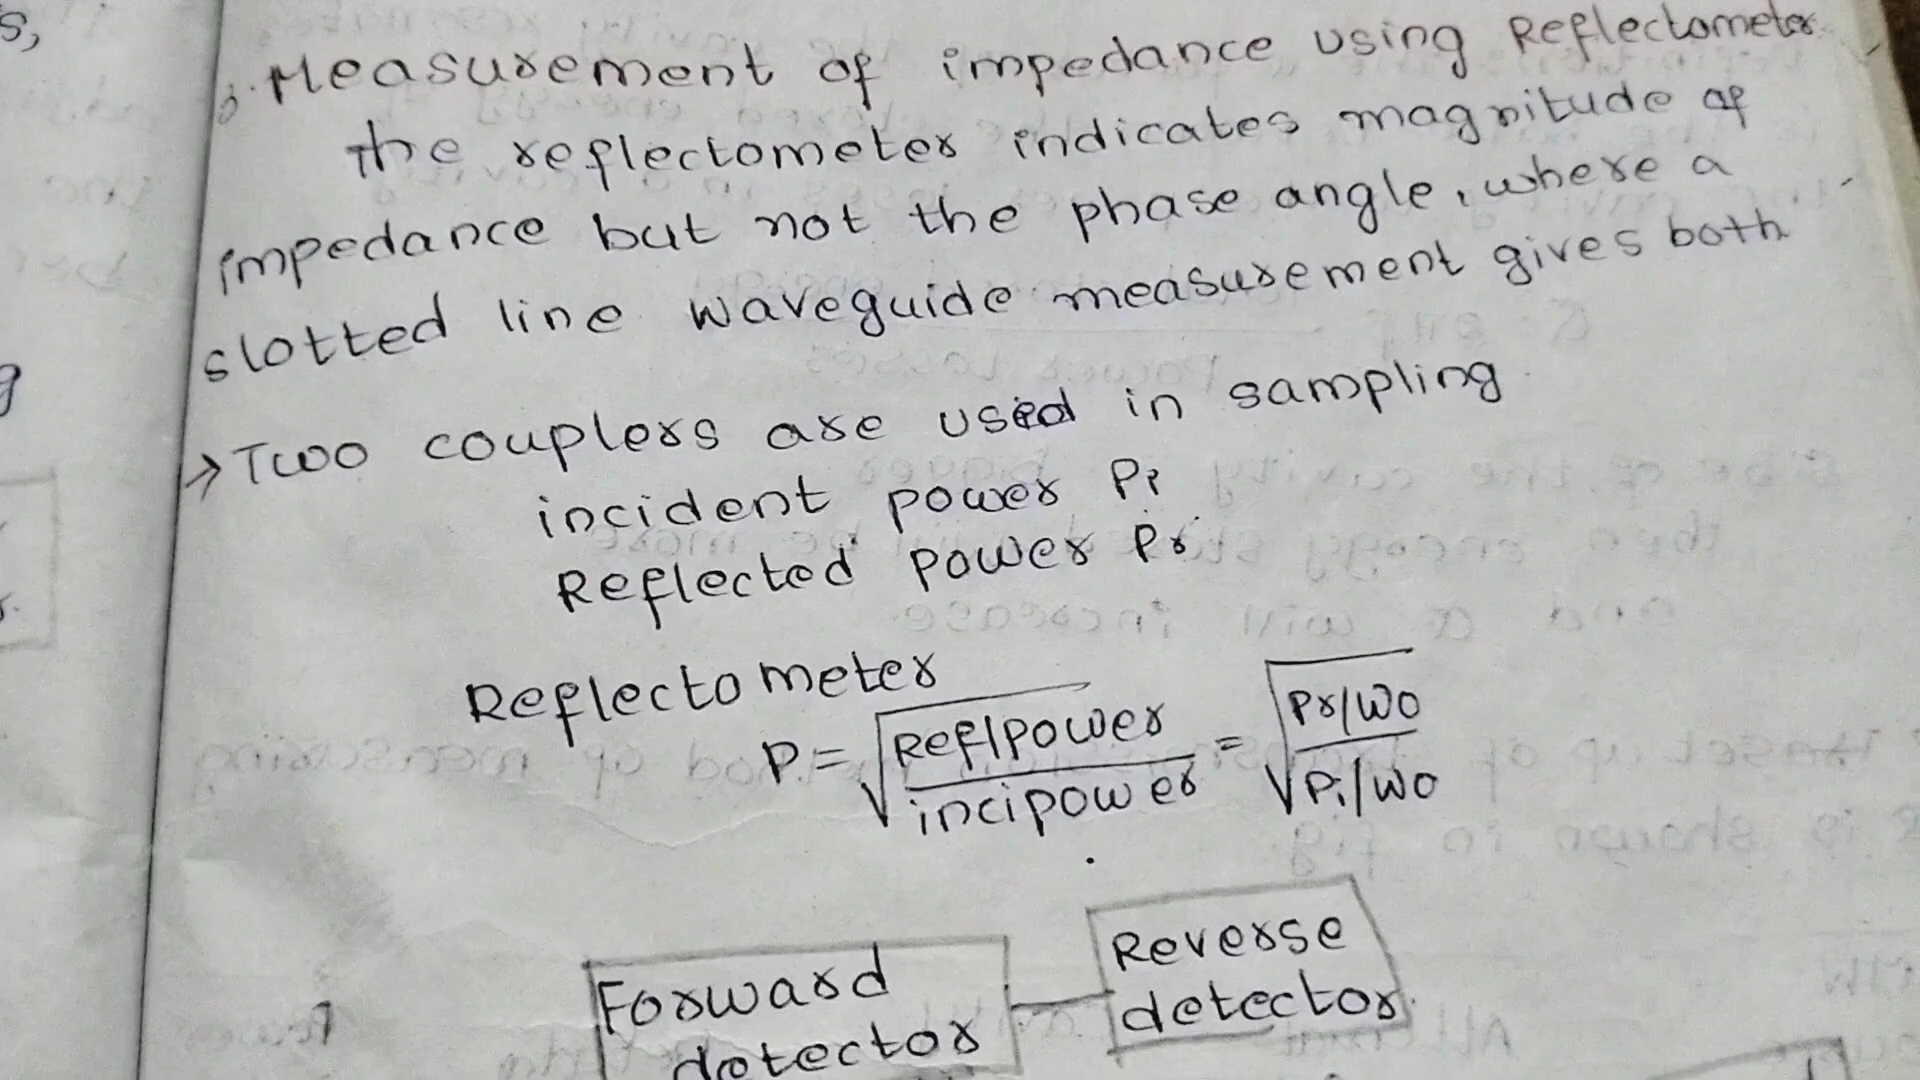 3. Measurement of impedance using Reflectometer
The reflectometer indicates magnitude of
impedance but not the phase angle, where a
slotted line waveguide measurement gives both
→ Two couplers are used in sampling
incident power Pi
Reflected power Pr
Reflectometer
P = √(Reflpower / incipower) = √(Pr/W0 / Pi/W0)
Forward
detector
Reverse
detector